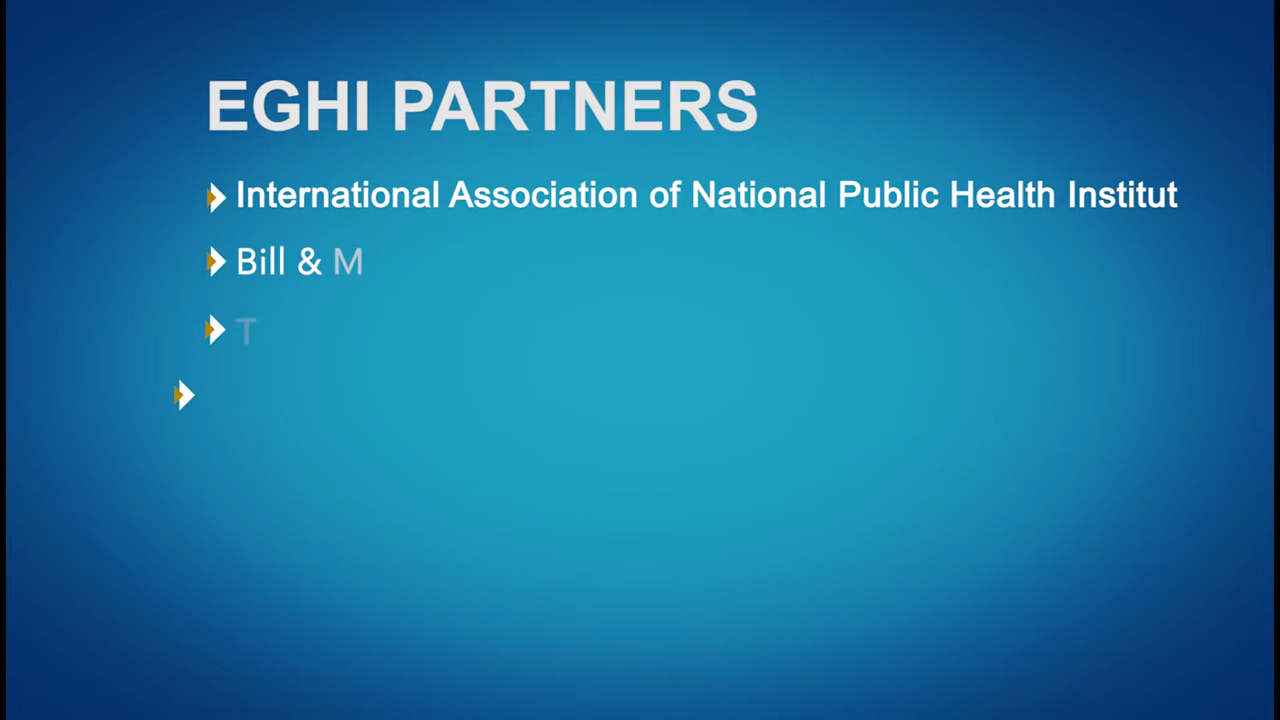 EGHI PARTNERS
International Association of National Public Health Institut
Bill & M
T